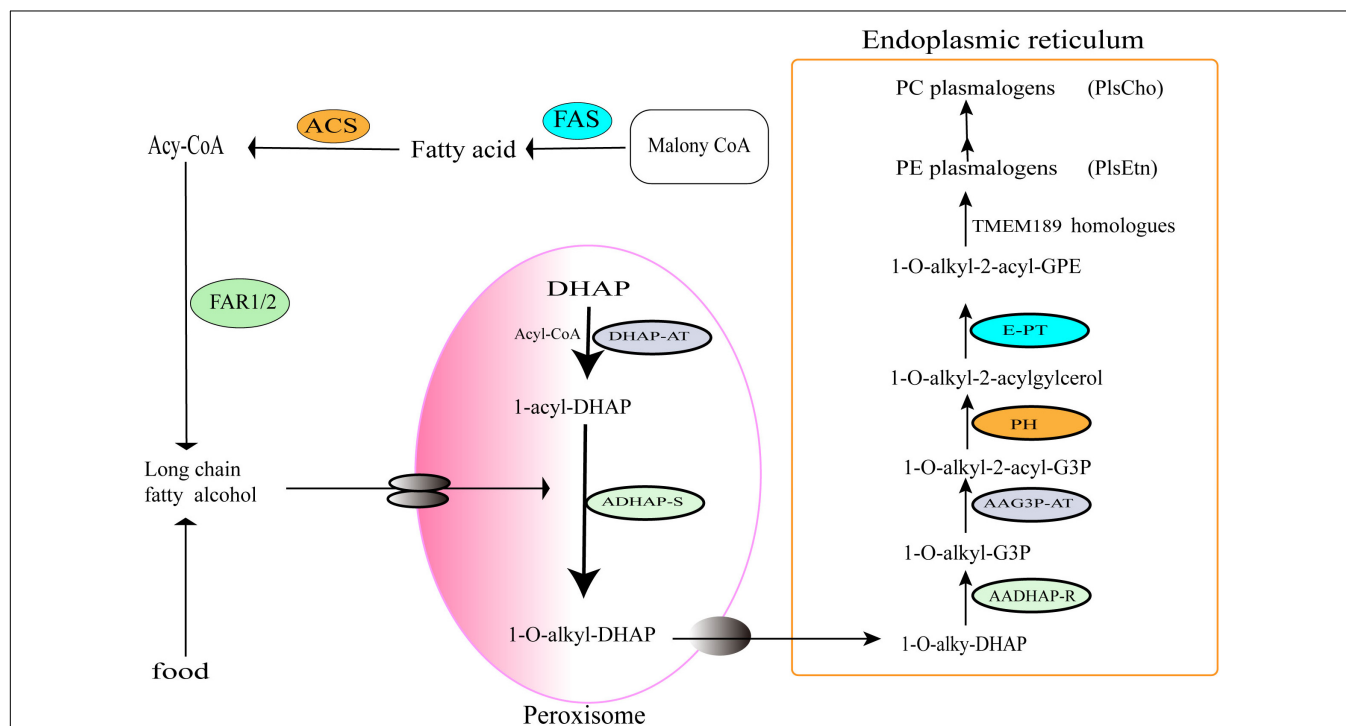 Endoplasmic reticulum
PC plasmalogens (PlsCho)
PE plasmalogens (PlsEtn)
TMEM189 homologues
1-O-alkyl-2-acyl-GPE
E-PT
1-O-alkyl-2-acylgylcerol
PH
1-O-alkyl-2-acyl-G3P
AAG3P-AT
1-O-alkyl-G3P
AADHAP-R
1-O-alky-DHAP
ACS
FAS
Acy-CoA
Fatty acid
Malony CoA
FAR1/2
Long chain
fatty alcohol
food
DHAP
Acyl-CoA
DHAP-AT
1-acyl-DHAP
ADHAP-S
1-O-alkyl-DHAP
Peroxisome